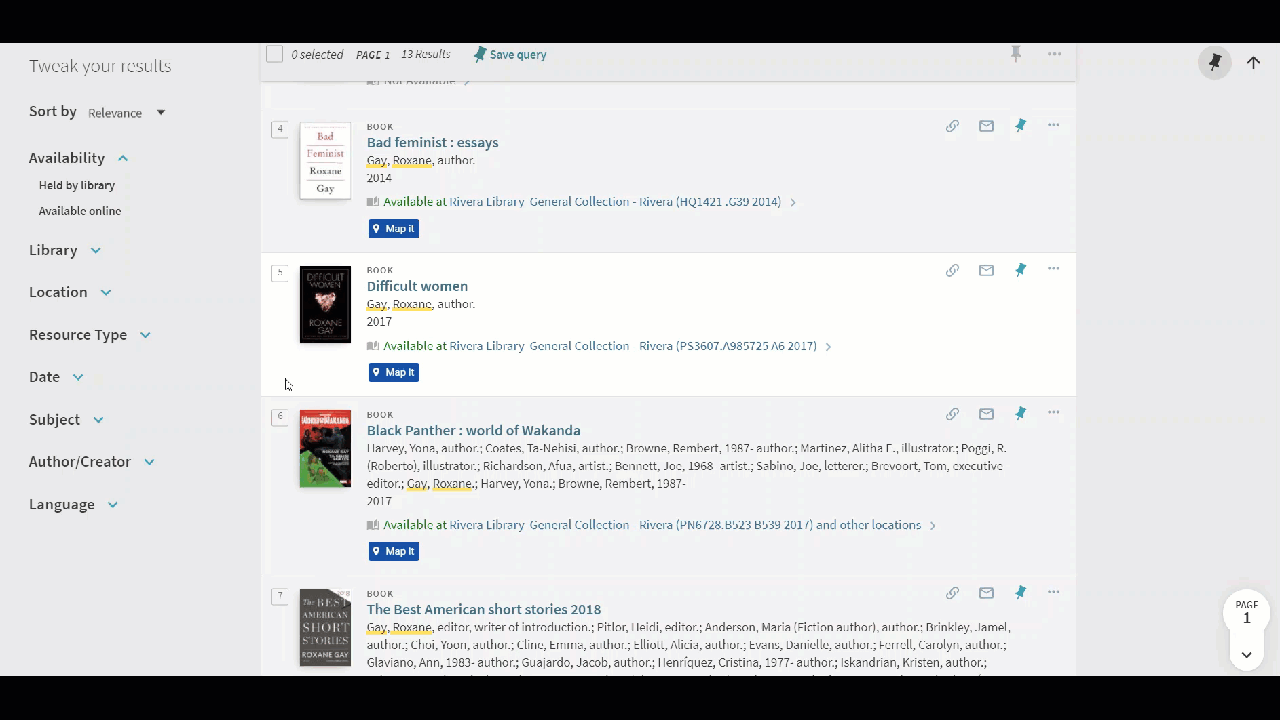 Tweak your results
Sort by Relevance
Availability
Held by library
Available online
Library
Location
Resource Type
Date
Subject
Author/Creator
Language
0 selected PAGE 1 13 Results Save query
Not Available
4
Bad
Feminist
Roxane
Gay
BOOK
Bad feminist : essays
Gay, Roxane, author.
2014
Available at Rivera Library General Collection - Rivera (HQ1421 .G39 2014)
Map it
5
DIFFICULT
WOMEN
ROXANE
GAY
BOOK
Difficult women
Gay, Roxane, author.
2017
Available at Rivera Library General Collection - Rivera (PS3607.A985725 A6 2017)
Map it
6
BOOK
Black Panther : world of Wakanda
Harvey, Yona, author.; Coates, Ta-Nehisi, author.; Browne, Rembert, 1987- author.; Martinez, Alitha E., illustrator.; Poggi, R.
(Roberto), illustrator.; Richardson, Afua, artist.; Bennett, Joe, 1968- artist.; Sabino, Joe, letterer.; Brevoort, Tom, executive
editor.; Gay, Roxane.; Harvey, Yona.; Browne, Rembert, 1987-
2017
Available at Rivera Library General Collection - Rivera (PN6728.B523 B539 2017) and other locations
Map it
7
The BEST
AMERICAN
SHORT
STORIES
ROXANE GAY
BOOK
The Best American short stories 2018
Gay, Roxane, editor, writer of introduction.; Pitlor, Heidi, editor.; Anderson, Maria (Fiction author), author.; Brinkley, Jamel,
author.; Choi, Yoon, author.; Cline, Emma, author.; Elliott, Alicia, author.; Evans, Danielle, author.; Ferrell, Carolyn, author.;
Glaviano, Ann, 1983- author.; Guajardo, Jacob, author.; Henríquez, Cristina, 1977- author.; Iskandrian, Kristen, author.;
PAGE
1